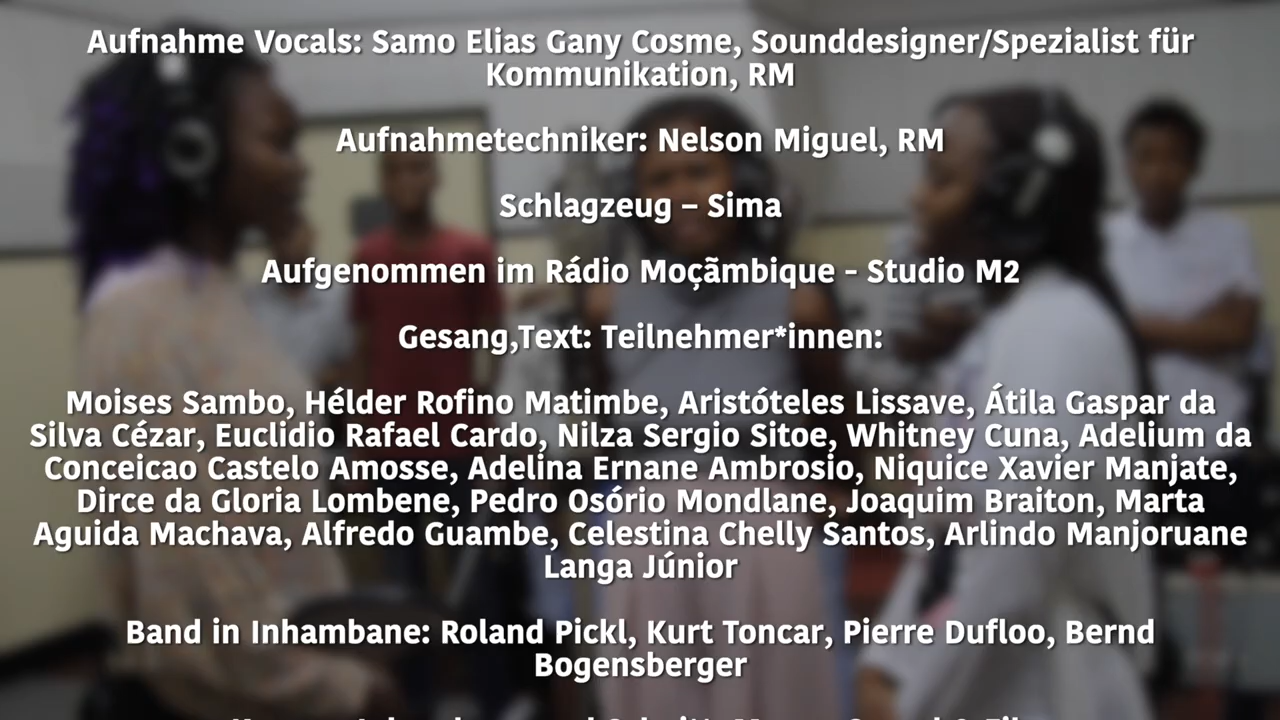 Aufnahme Vocals: Samo Elias Gany Cosme, Sounddesigner/Spezialist für
Kommunikation, RM
Aufnahmetechniker: Nelson Miguel, RM
Schlagzeug – Sima
Aufgenommen im Rádio Moçãmbique - Studio M2
Gesang,Text: Teilnehmer*innen:
Moises Sambo, Hélder Rofino Matimbe, Aristóteles Lissave, Átila Gaspar da
Silva Cézar, Euclidio Rafael Cardo, Nilza Sergio Sitoe, Whitney Cuna, Adelium da
Conceicao Castelo Amosse, Adelina Ernane Ambrosio, Niquice Xavier Manjate,
Dirce da Gloria Lombene, Pedro Osório Mondlane, Joaquim Braiton, Marta
Aguida Machava, Alfredo Guambe, Celestina Chelly Santos, Arlindo Manjoruane
Langa Júnior
Band in Inhambane: Roland Pickl, Kurt Toncar, Pierre Dufloo, Bernd
Bogensberger